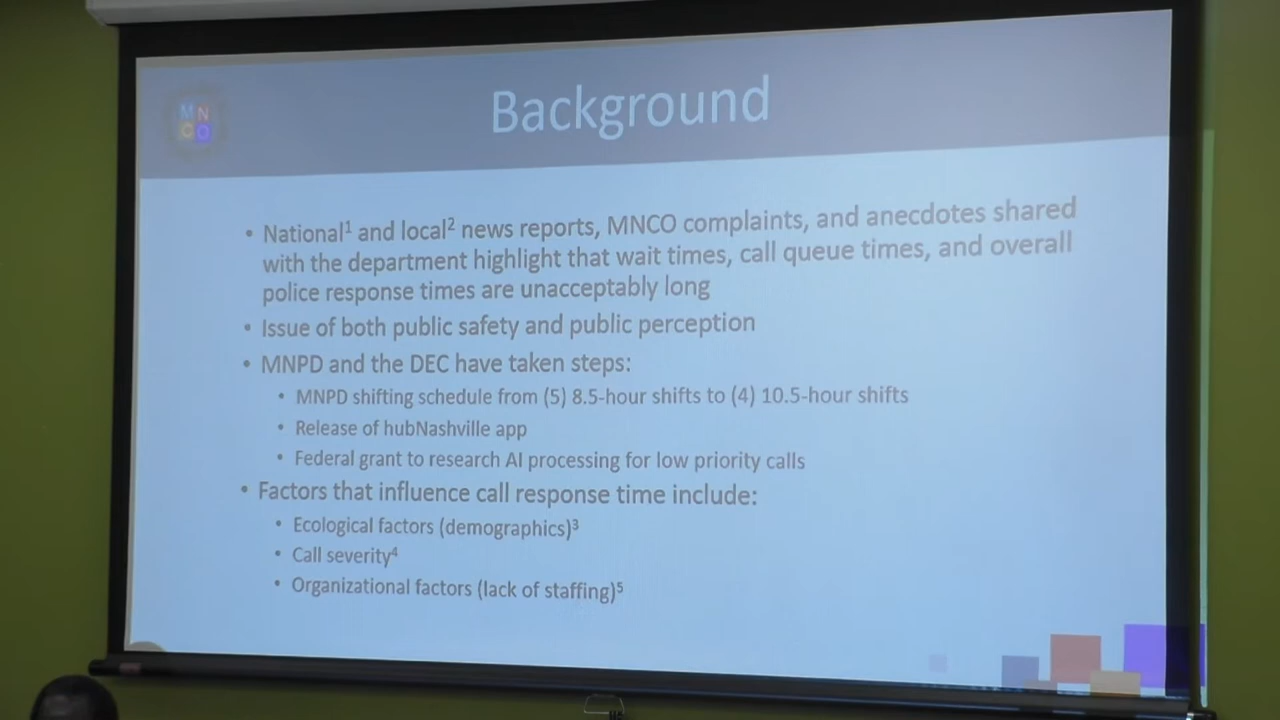 MN
CO
Background
• National¹ and local² news reports, MNCO complaints, and anecdotes shared
with the department highlight that wait times, call queue times, and overall
police response times are unacceptably long
• Issue of both public safety and public perception
• MNPD and the DEC have taken steps:
• MNPD shifting schedule from (5) 8.5-hour shifts to (4) 10.5-hour shifts
• Release of hubNashville app
• Federal grant to research AI processing for low priority calls
• Factors that influence call response time include:
• Ecological factors (demographics)³
• Call severity⁴
• Organizational factors (lack of staffing)⁵